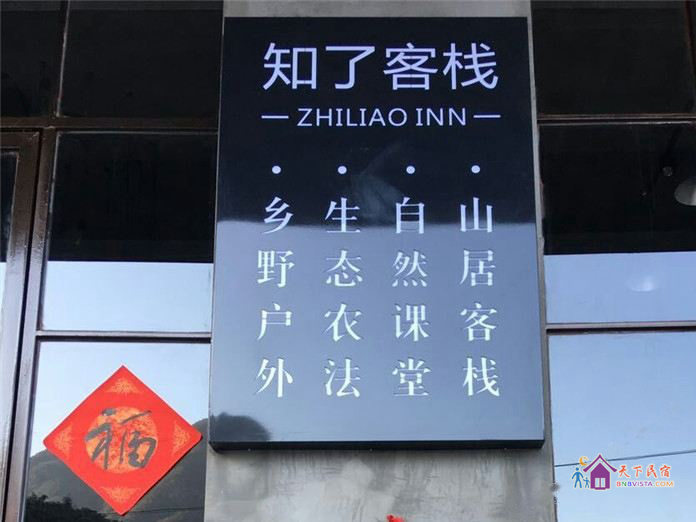 知了客栈
ZHILIAO INN
山居客栈
自然课堂
生态农法
乡野户外
福
天下民宿
BNBVISTA.COM